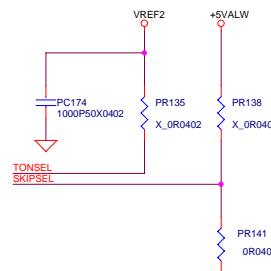 VREF2 +5VALW
PC174 PR135 PR138
1000P50X0402 X_0R0402 X_0R040
TONSEL
SKIPSEL
PR141
0R040